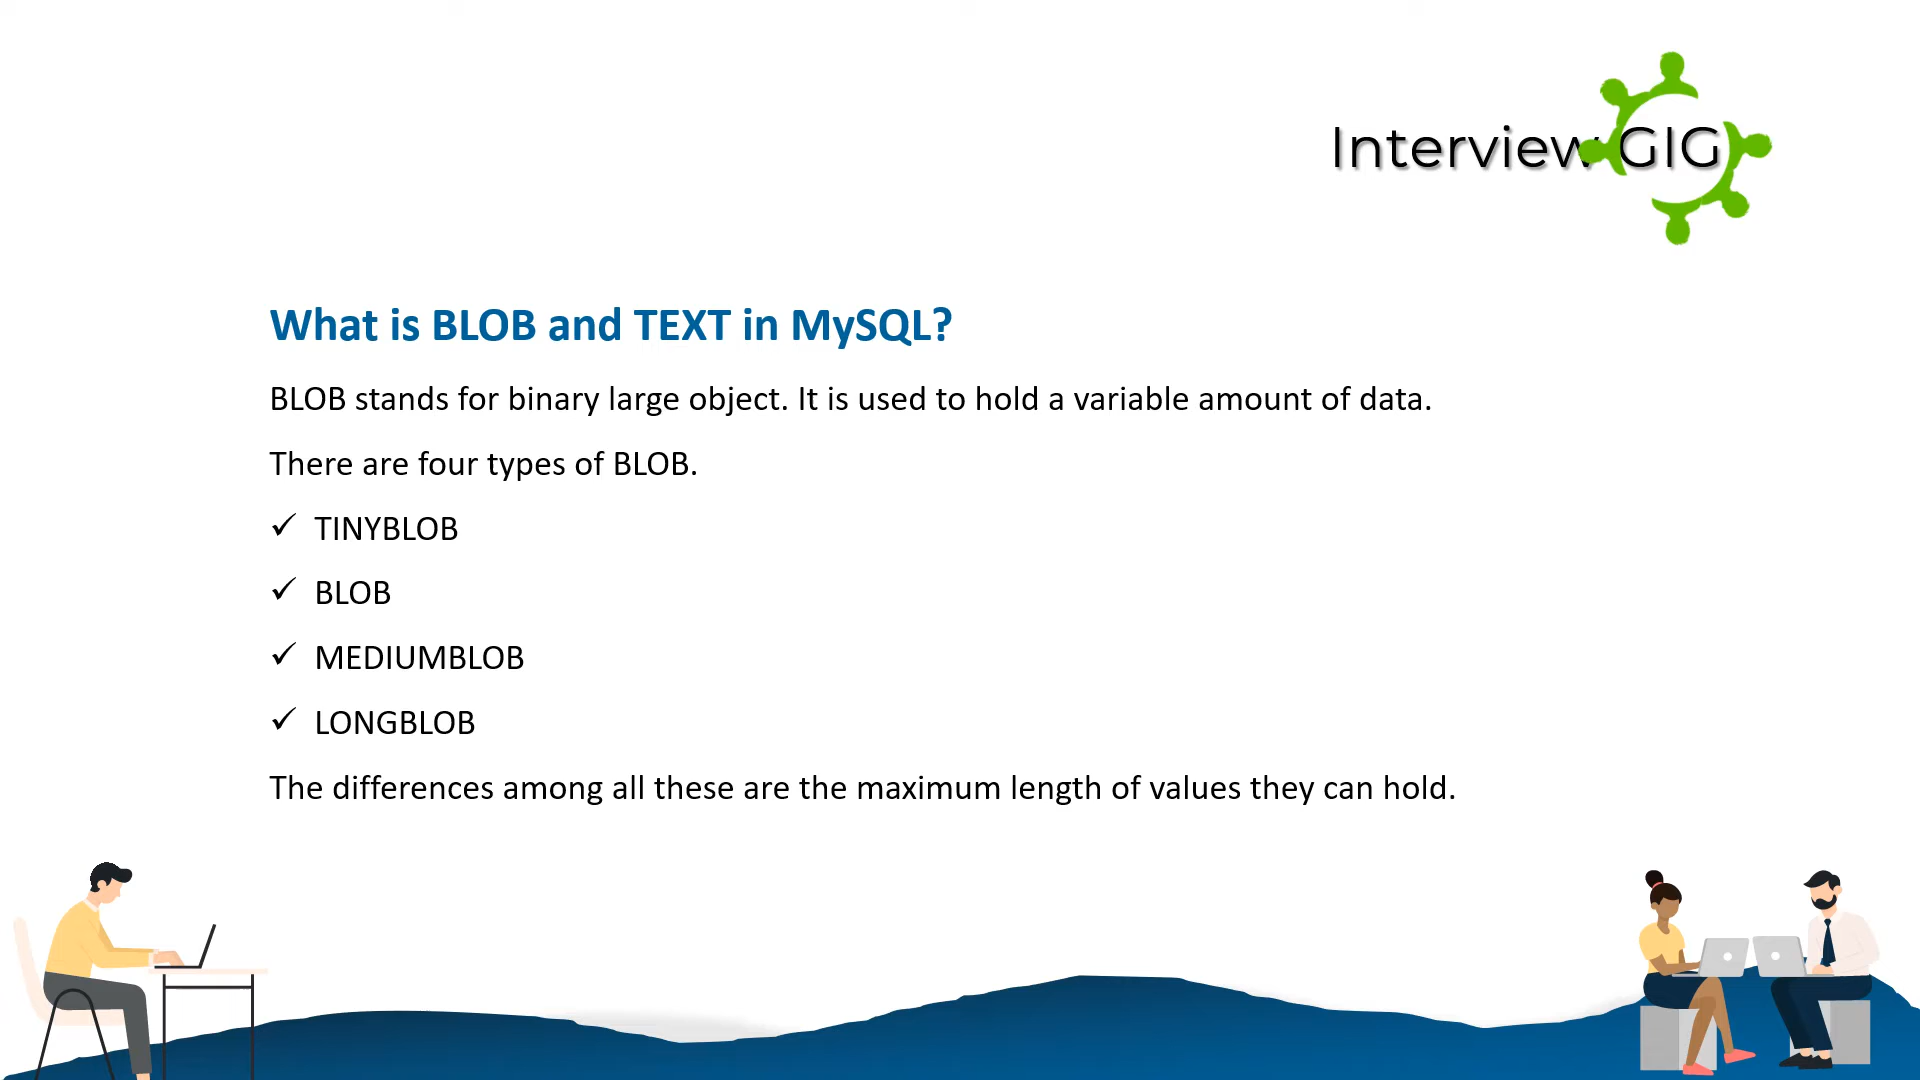 Interview GIG
What is BLOB and TEXT in MySQL?
BLOB stands for binary large object. It is used to hold a variable amount of data.
There are four types of BLOB.
✓ TINYBLOB
✓ BLOB
✓ MEDIUMBLOB
✓ LONGBLOB
The differences among all these are the maximum length of values they can hold.